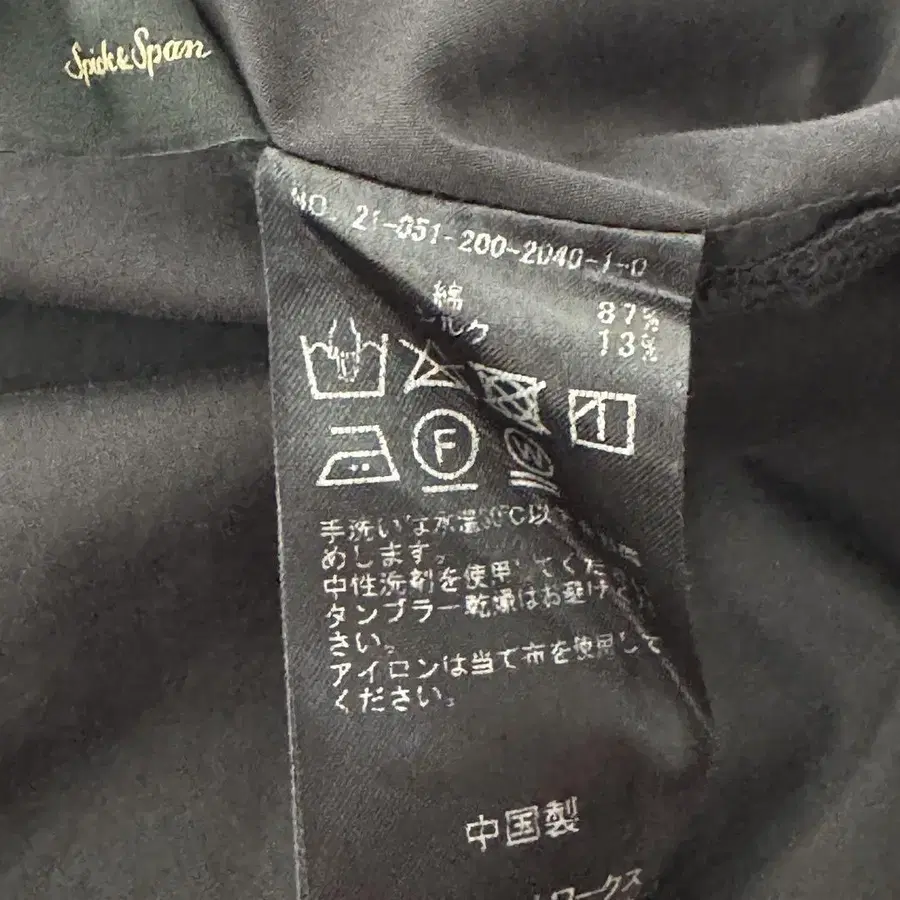 Spick & Span
NO. 21-051-200-2040-1-0
綿 87%
シルク 13%
F
W
手洗いは水温30°C以
めします。
中性洗剤を使用してくださ
タンブラー乾燥はお避けくだ
さい。
アイロンは当て布を使用して
ください。
中国製
ワークス